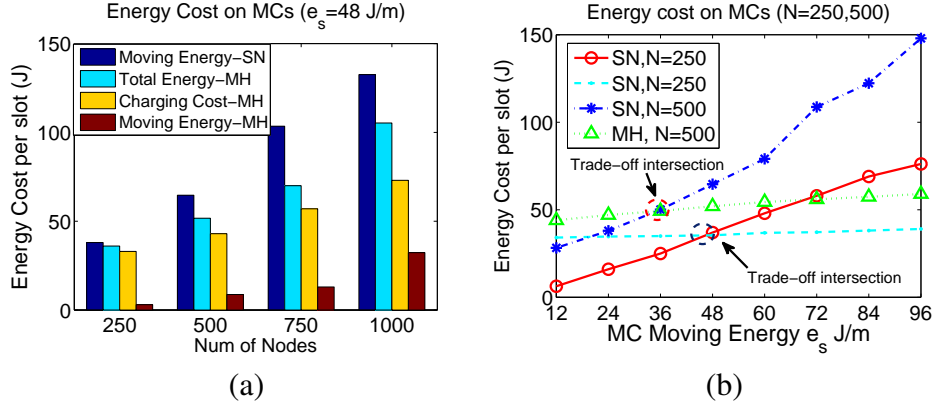 Energy Cost on MCs (e_s=48 J/m)
Energy Cost per slot (J)
150
100
50
0
Moving Energy−SN
Total Energy−MH
Charging Cost−MH
Moving Energy−MH
250 500 750 1000
Num of Nodes
(a)
Energy cost on MCs (N=250,500)
Energy Cost per slot (J)
150
100
50
0
SN,N=250
SN,N=250
SN,N=500
MH, N=500
Trade−off intersection
Trade−off intersection
12 24 36 48 60 72 84 96
MC Moving Energy e_s J/m
(b)